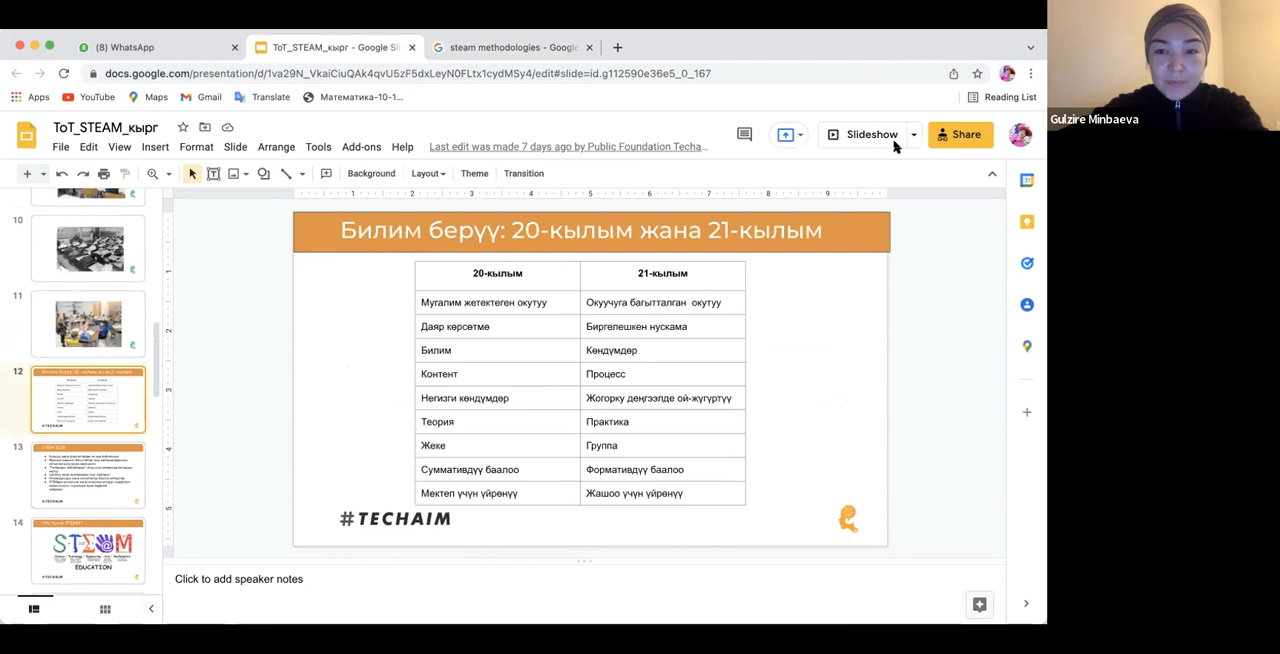 (8) WhatsApp
ToT_STEAM_кырг - Google Sli
steam methodologies - Google
docs.google.com/presentation/d/1va29N_VkaiCiuQAk4qvU5zF5dxLeyN0FLtx1cydMSy4/edit#slide=id.g112590e36e5_0_167
Apps
YouTube
Maps
Gmail
Translate
Математика-10-1...
Reading List
ToT_STEAM_кырг
File Edit View Insert Format Slide Arrange Tools Add-ons Help
Last edit was made 7 days ago by Public Foundation Techa...
Slideshow
Share
Background Layout Theme Transition
Gulzire Minbaeva
10
11
12
13
14
STEAM
EDUCATION
Билим берүү: 20-кылым жана 21-кылым
20-кылым 21-кылым
Мугалим жетектеген окутуу Окуучуга багытталган окутуу
Даяр көрсөтмө Биргелешкен нускама
Билим Көндүмдөр
Контент Процесс
Негизги көндүмдөр Жогорку деңгээлде ой-жүгүртүү
Теория Практика
Жеке Группа
Суммативдүү баалоо Формативдүү баалоо
Мектеп үчүн үйрөнүү Жашоо үчүн үйрөнүү
#TECHAIM
Click to add speaker notes